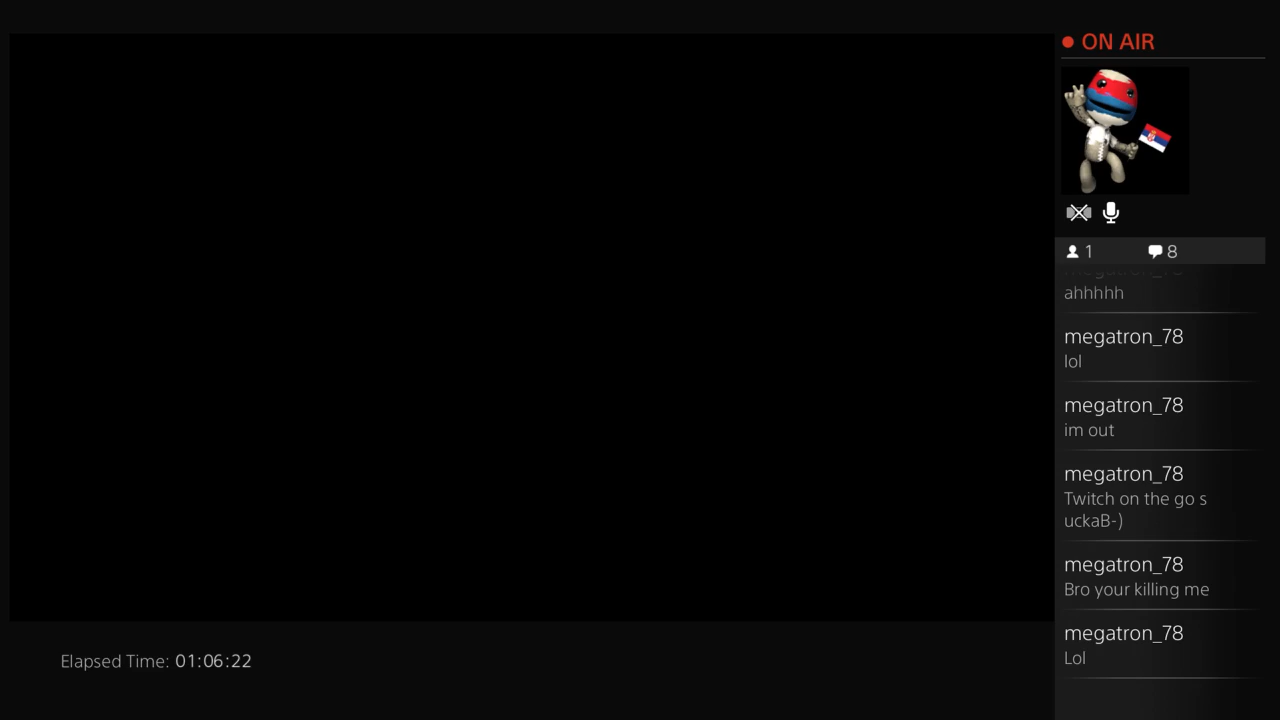 ON AIR
1 8
megatron_78
ahhhhh
megatron_78
lol
megatron_78
im out
megatron_78
Twitch on the go s
uckaB-)
megatron_78
Bro your killing me
megatron_78
Lol
Elapsed Time: 01:06:22